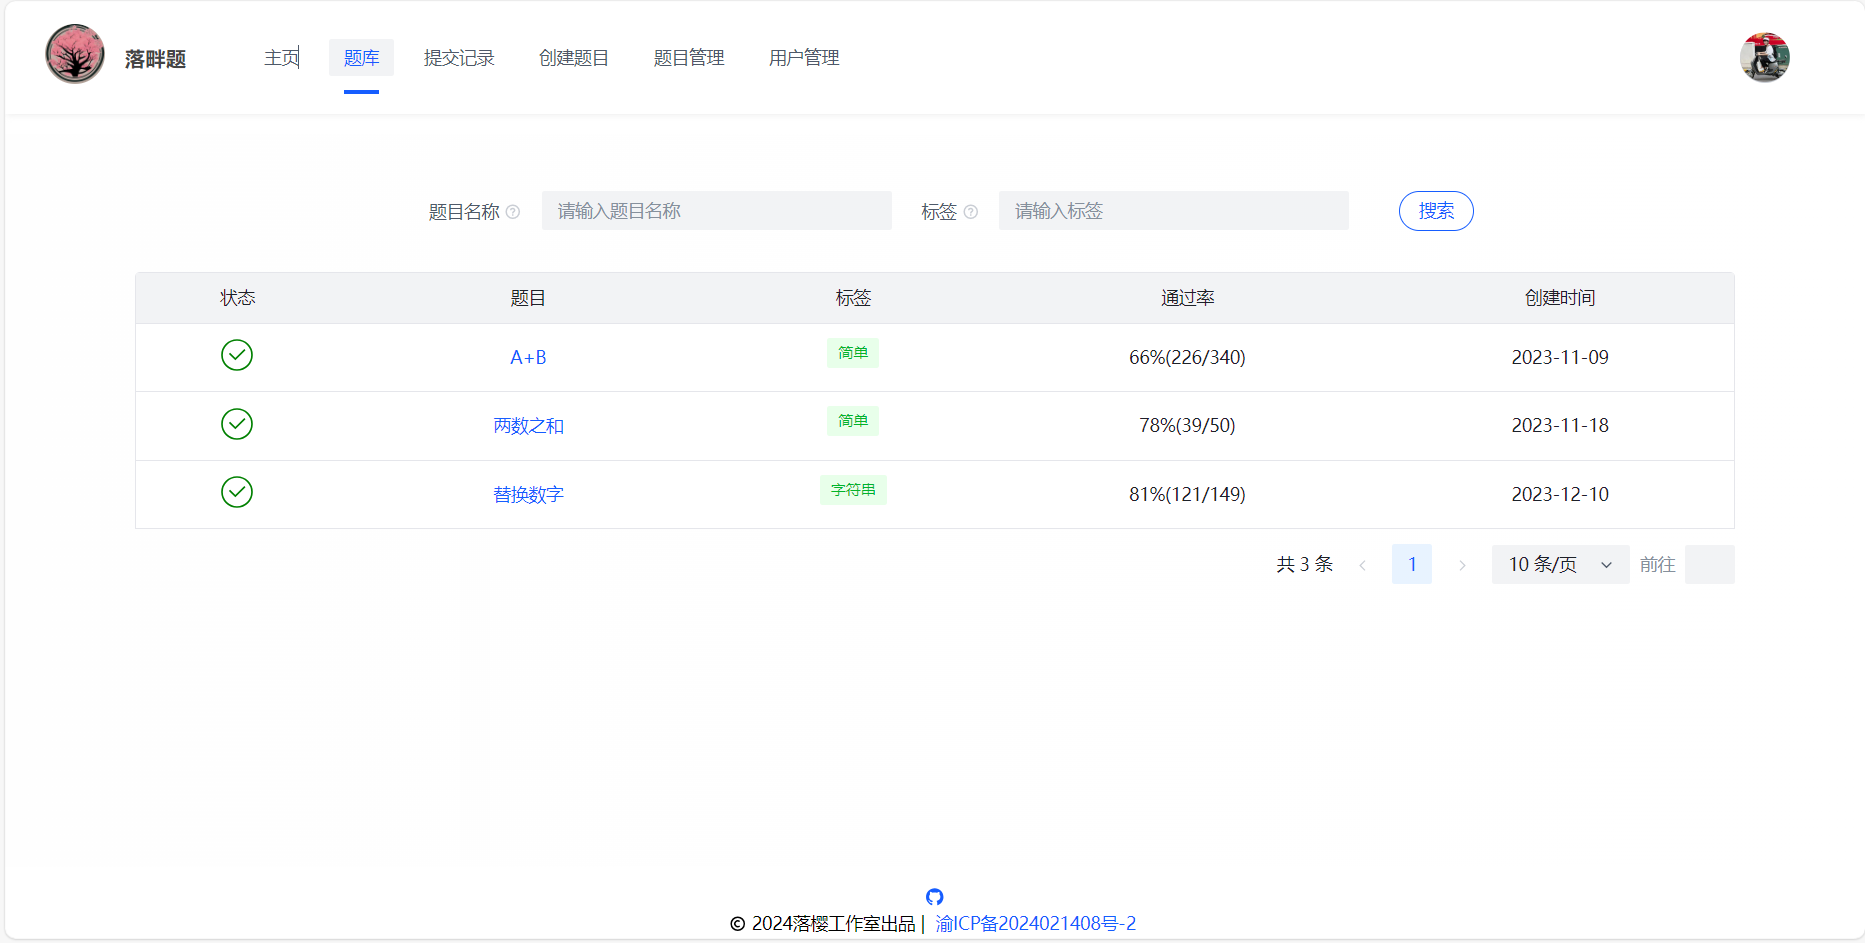 落畔题 主页 题库 提交记录 创建题目 题目管理 用户管理
题目名称 请输入题目名称 标签 请输入标签 搜索
状态 题目 标签 通过率 创建时间
A+B 简单 66%(226/340) 2023-11-09
两数之和 简单 78%(39/50) 2023-11-18
替换数字 字符串 81%(121/149) 2023-12-10
共 3 条 1 10 条/页 前往
© 2024落樱工作室出品 | 渝ICP备2024021408号-2